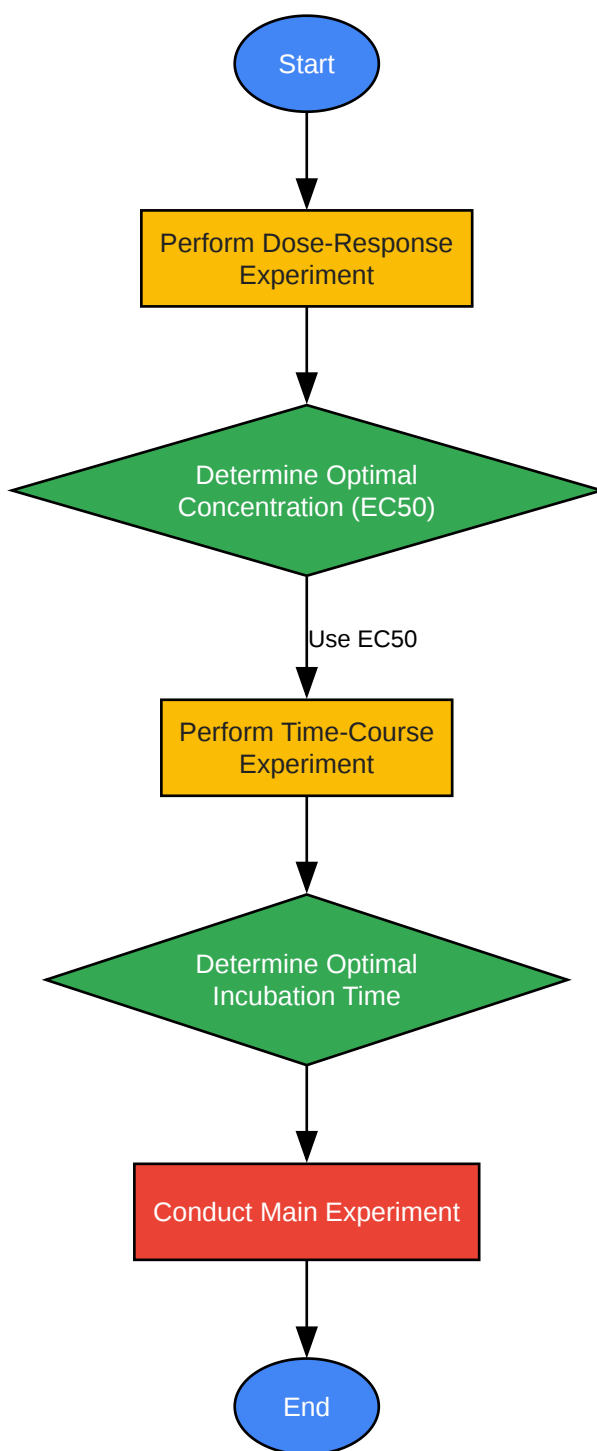 Start
Perform Dose-Response
Experiment
Determine Optimal
Concentration (EC50)
Use EC50
Perform Time-Course
Experiment
Determine Optimal
Incubation Time
Conduct Main Experiment
End